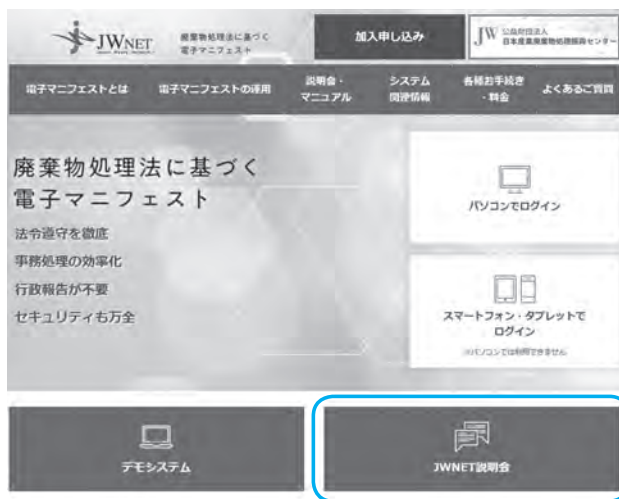 JWNET
廃棄物処理法に基づく
電子マニフェスト
加入申し込み
JW 公益財団法人
日本産業廃棄物処理振興センター
電子マニフェストとは
電子マニフェストの運用
説明会・
マニュアル
システム
関連情報
各種お手続き
・料金
よくあるご質問
廃棄物処理法に基づく
電子マニフェスト
法令遵守を徹底
事務処理の効率化
行政報告が不要
セキュリティも万全
パソコンでログイン
スマートフォン・タブレットで
ログイン
※パソコンでは利用できません
デモシステム
JWNET説明会